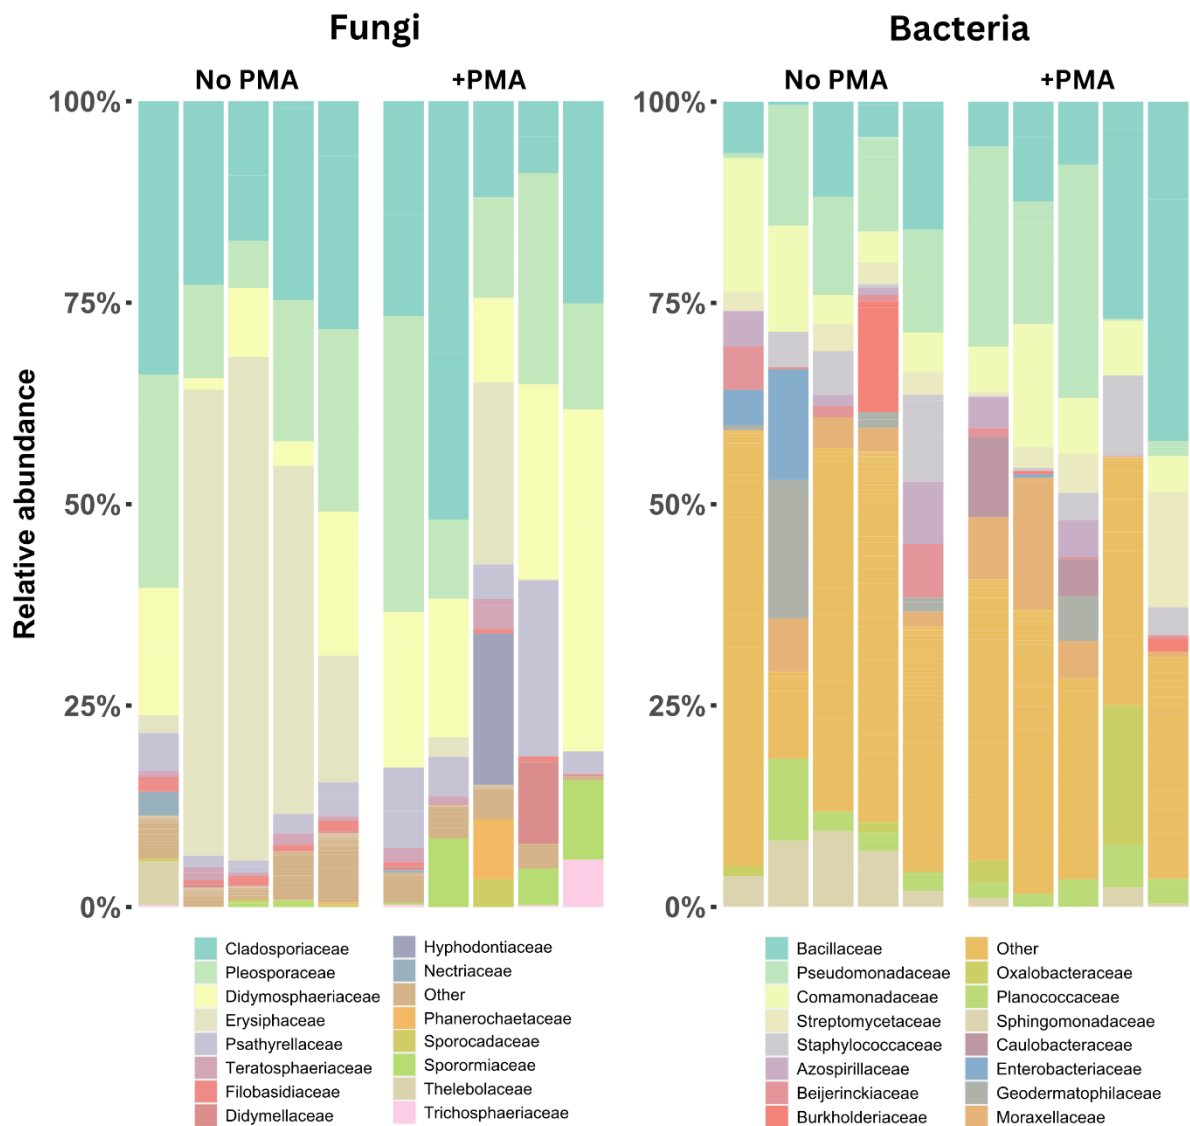 Fungi
Bacteria
No PMA
+PMA
No PMA
+PMA
100%
75%
50%
25%
0%
100%
75%
50%
25%
0%
Relative abundance
Cladosporiaceae
Pleosporaceae
Didymosphaeriaceae
Erysiphaceae
Psathyrellaceae
Teratosphaeriaceae
Filobasidiaceae
Didymellaceae
Hyphodontiaceae
Nectriaceae
Other
Phanerochaetaceae
Sporocadaceae
Sporormiaceae
Thelebolaceae
Trichosphaeriaceae
Bacillaceae
Pseudomonadaceae
Comamonadaceae
Streptomycetaceae
Staphylococcaceae
Azospirillaceae
Beijerinckiaceae
Burkholderiaceae
Other
Oxalobacteraceae
Planococcaceae
Sphingomonadaceae
Caulobacteraceae
Enterobacteriaceae
Geodermatophilaceae
Moraxellaceae